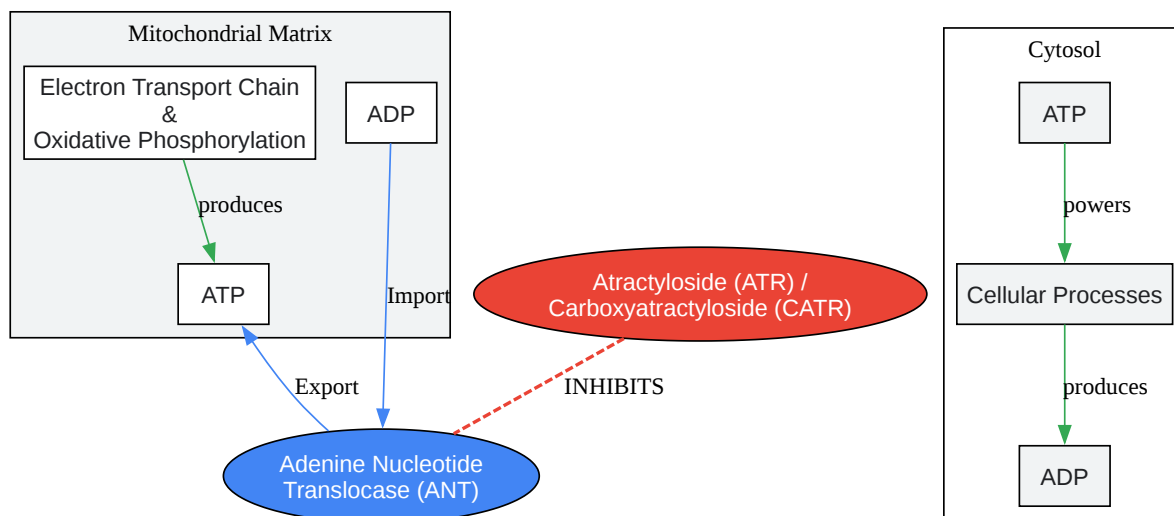 Mitochondrial Matrix
Electron Transport Chain
&
Oxidative Phosphorylation
ADP
produces
ATP
Import
Export
Adenine Nucleotide
Translocase (ANT)
Atractyloside (ATR) /
Carboxyatractyloside (CATR)
INHIBITS
Cytosol
ATP
powers
Cellular Processes
produces
ADP